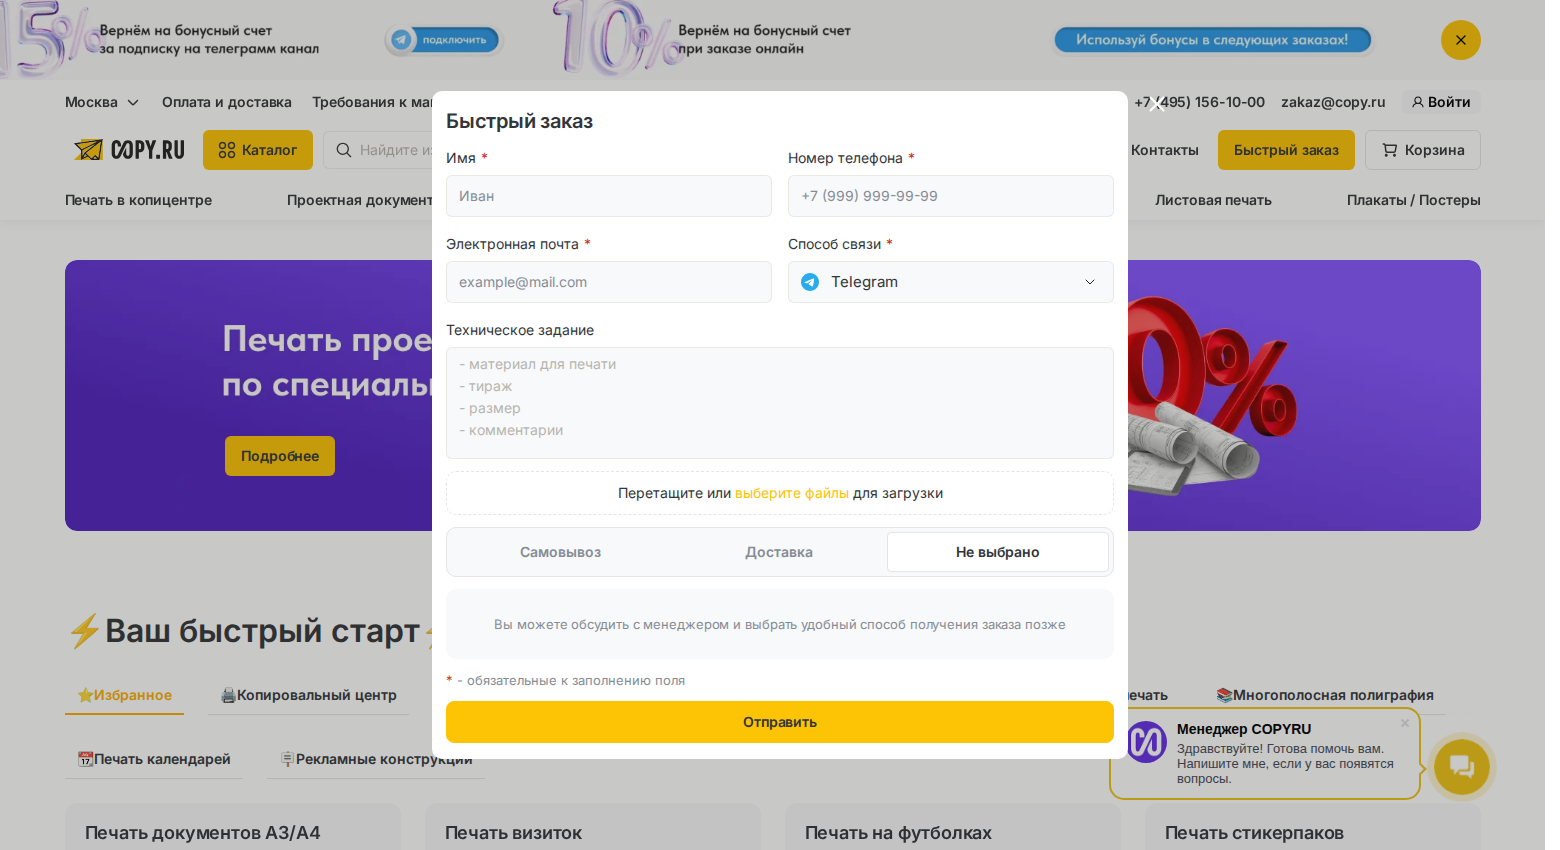 15%
Вернём на бонусный счет
за подписку на телеграмм канал
подключить
10%
Вернём на бонусный счет
при заказе онлайн
Используй бонусы в следующих заказах!
Москва
Оплата и доставка
Требования к
+7 (495) 156-10-00
zakaz@copy.ru
Войти
COPY.RU
Каталог
Найдите
Контакты
Быстрый заказ
Корзина
Печать в копицентре
Проектная
Листовая печать
Плакаты / Постеры
Печать
по
Подробнее
0%
Быстрый заказ
Имя *
Номер телефона *
Иван
+7 (999) 999-99-99
Электронная почта *
Способ связи *
example@mail.com
Telegram
Техническое задание
- материал для печати
- тираж
- размер
- комментарии
Перетащите или выберите файлы для загрузки
Самовывоз
Доставка
Не выбрано
Вы можете обсудить с менеджером и выбрать удобный способ получения заказа позже
* - обязательные к заполнению поля
Отправить
⚡Ваш быстрый старт⚡
⭐Избранное
🖨️Копировальный центр
печать
📚Многополосная полиграфия
📆Печать календарей
🪧Рекламные конструкции
Менеджер COPYRU
Здравствуйте! Готова помочь вам.
Напишите мне, если у вас появятся
вопросы.
Печать документов А3/А4
Печать визиток
Печать на футболках
Печать стикерпаков